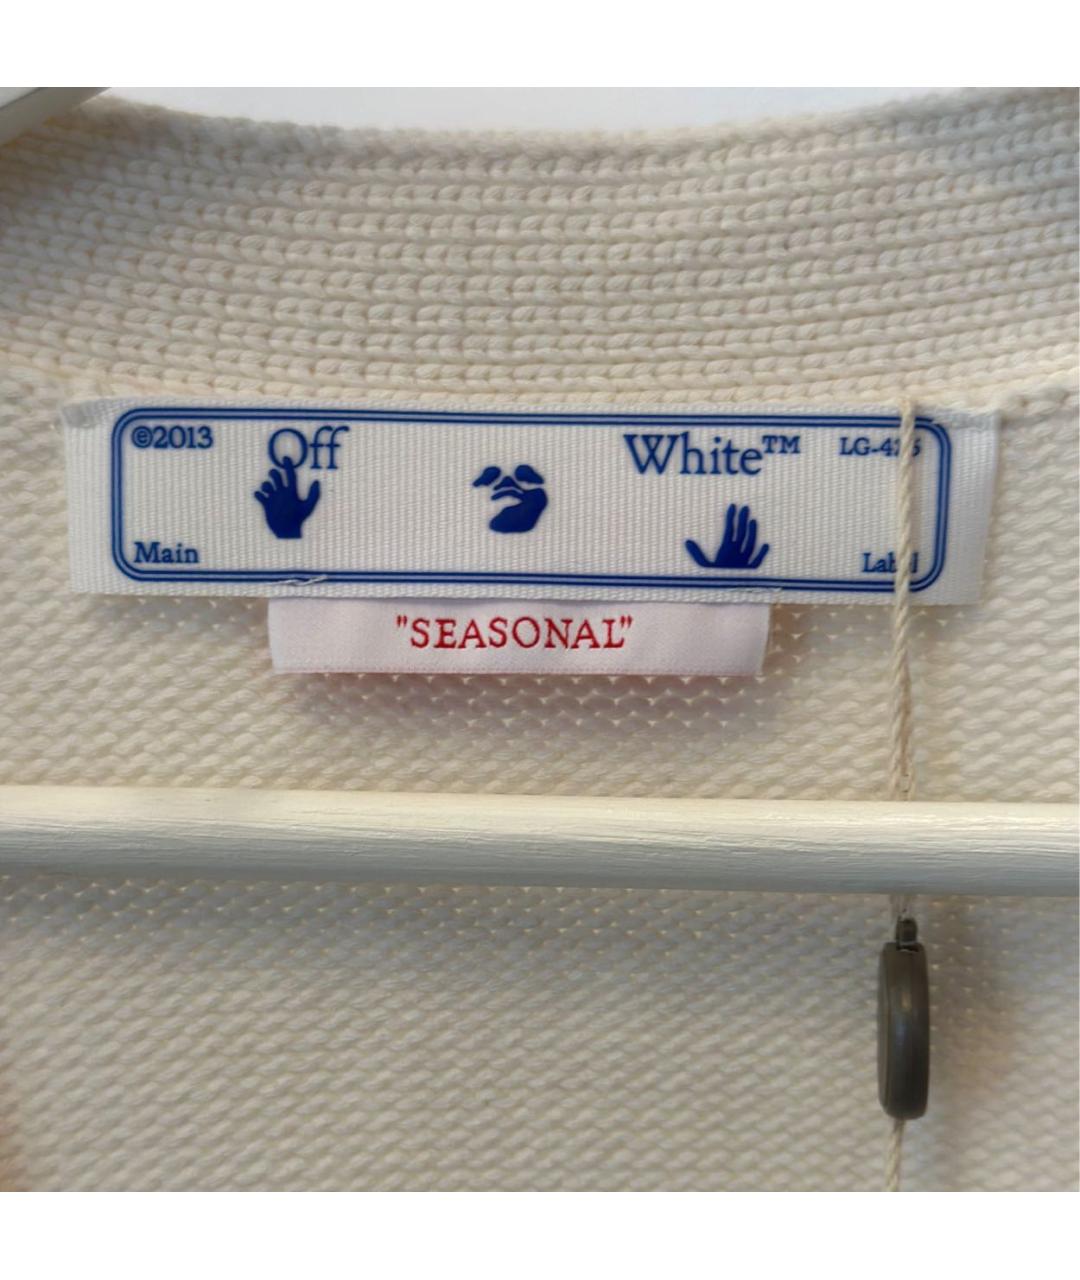 ©2013 Off White™
Main
"SEASONAL"